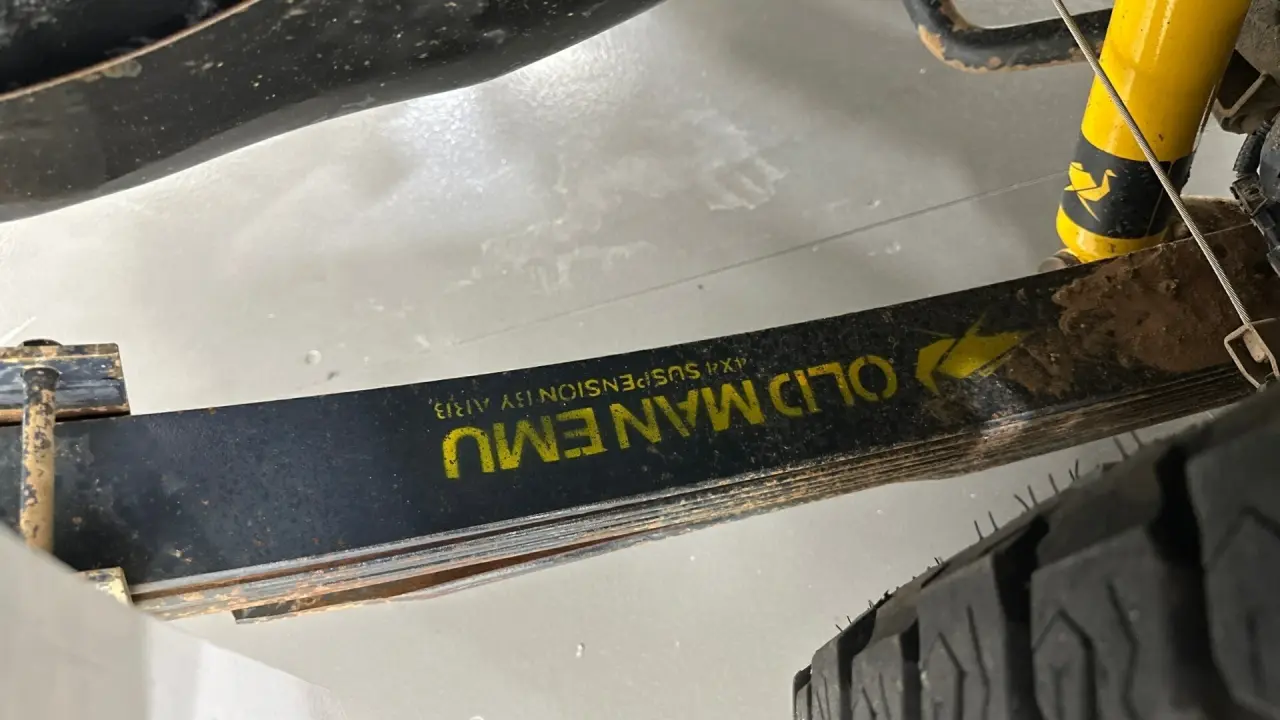 OLD MAN EMU
4X4 SUSPENSION BY ARB